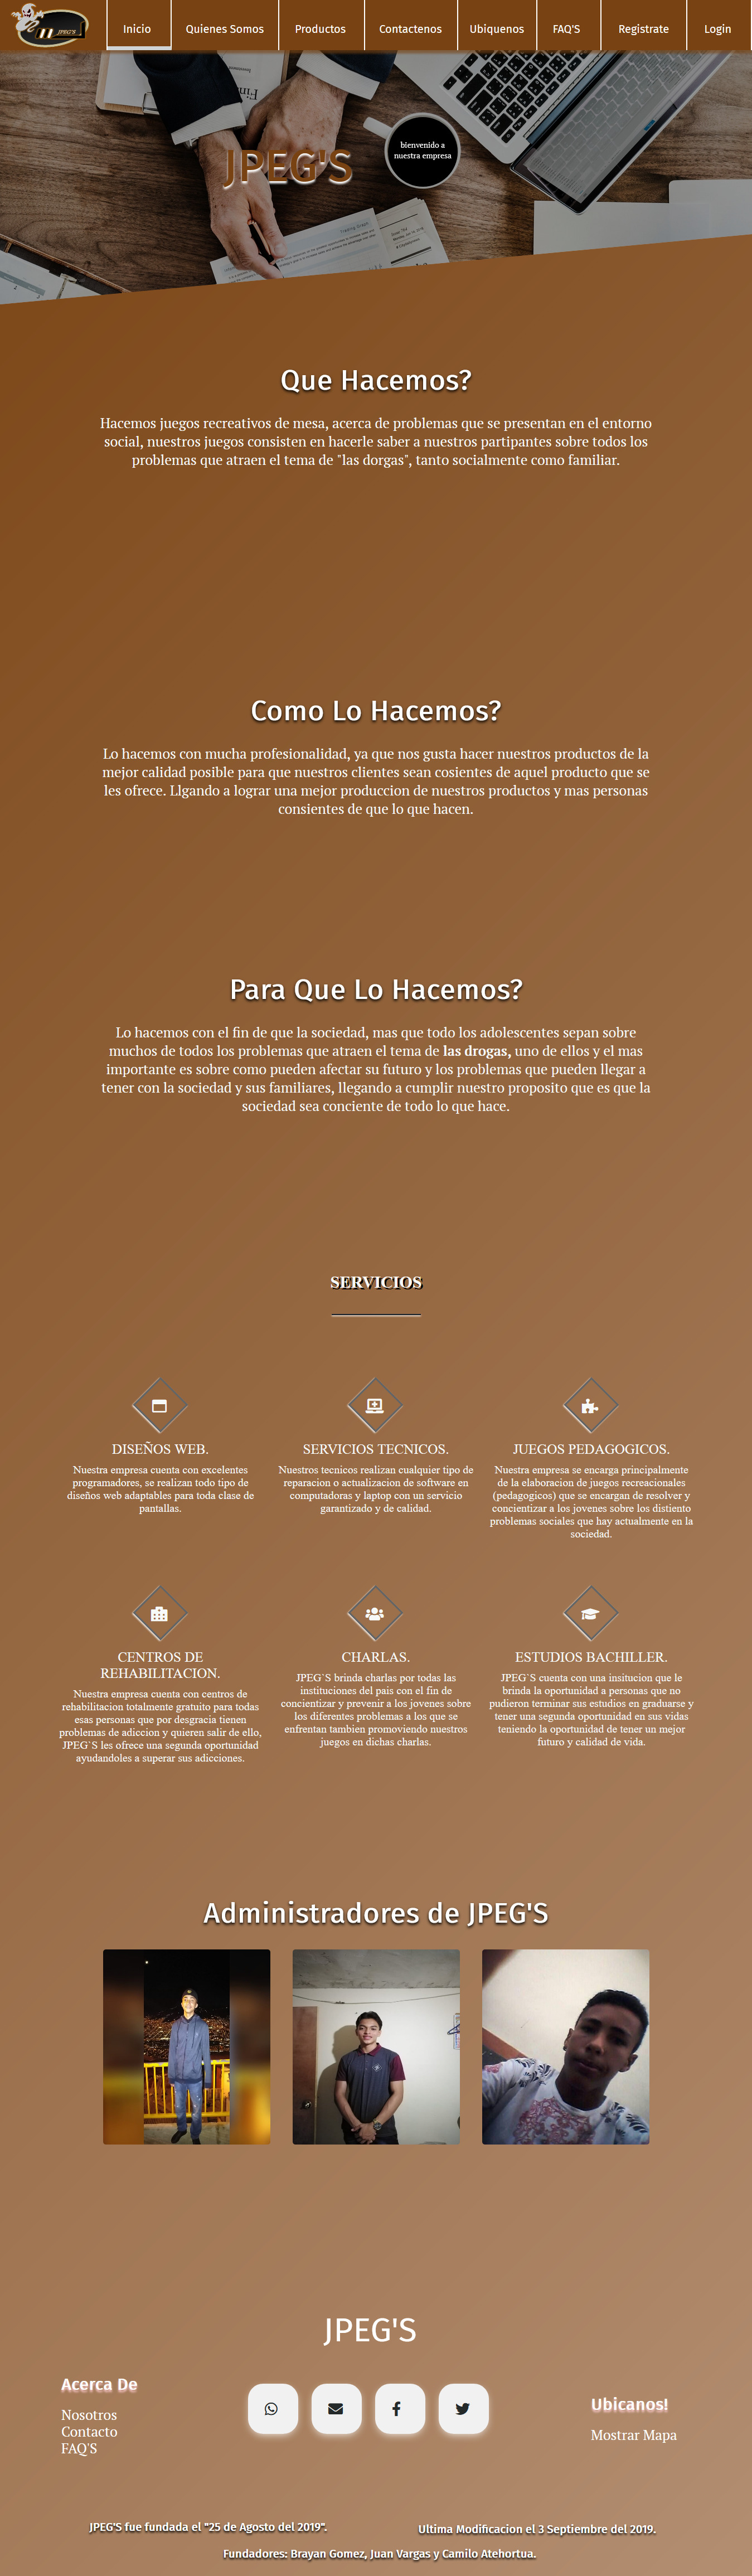 JPEG'S
Inicio
Quienes Somos
Productos
Contactenos
Ubiquenos
FAQ'S
Registrate
Login
JPEG'S
bienvenido a
nuestra empresa
Que Hacemos?
Hacemos juegos recreativos de mesa, acerca de problemas que se presentan en el entorno
social, nuestros juegos consisten en hacerle saber a nuestros partipantes sobre todos los
problemas que atraen el tema de "las dorgas", tanto socialmente como familiar.
Como Lo Hacemos?
Lo hacemos con mucha profesionalidad, ya que nos gusta hacer nuestros productos de la
mejor calidad posible para que nuestros clientes sean cosientes de aquel producto que se
les ofrece. Llgando a lograr una mejor produccion de nuestros productos y mas personas
consientes de que lo que hacen.
Para Que Lo Hacemos?
Lo hacemos con el fin de que la sociedad, mas que todo los adolescentes sepan sobre
muchos de todos los problemas que atraen el tema de las drogas, uno de ellos y el mas
importante es sobre como pueden afectar su futuro y los problemas que pueden llegar a
tener con la sociedad y sus familiares, llegando a cumplir nuestro proposito que es que la
sociedad sea conciente de todo lo que hace.
SERVICIOS
DISEÑOS WEB.
Nuestra empresa cuenta con excelentes
programadores, se realizan todo tipo de
diseños web adaptables para toda clase de
pantallas.
SERVICIOS TECNICOS.
Nuestros tecnicos realizan cualquier tipo de
reparacion o actualizacion de software en
computadoras y laptop con un servicio
garantizado y de calidad.
JUEGOS PEDAGOGICOS.
Nuestra empresa se encarga principalmente
de la elaboracion de juegos recreacionales
(pedagogicos) que se encargan de resolver y
concientizar a los jovenes sobre los distiento
problemas sociales que hay actualmente en la
sociedad.
CENTROS DE
REHABILITACION.
Nuestra empresa cuenta con centros de
rehabilitacion totalmente gratuito para todas
esas personas que por desgracia tienen
problemas de adiccion y quieren salir de ello,
JPEG`S les ofrece una segunda oportunidad
ayudandoles a superar sus adicciones.
CHARLAS.
JPEG`S brinda charlas por todas las
instituciones del pais con el fin de
concientizar y prevenir a los jovenes sobre
los diferentes problemas a los que se
enfrentan tambien promoviendo nuestros
juegos en dichas charlas.
ESTUDIOS BACHILLER.
JPEG`S cuenta con una insitucion que le
brinda la oportunidad a personas que no
pudieron terminar sus estudios en graduarse y
tener una segunda oportunidad en sus vidas
teniendo la oportunidad de tener un mejor
futuro y calidad de vida.
Administradores de JPEG'S
JPEG'S
Acerca De
Nosotros
Contacto
FAQ'S
Ubicanos!
Mostrar Mapa
JPEG'S fue fundada el "25 de Agosto del 2019".
Ultima Modificacion el 3 Septiembre del 2019.
Fundadores: Brayan Gomez, Juan Vargas y Camilo Atehortua.